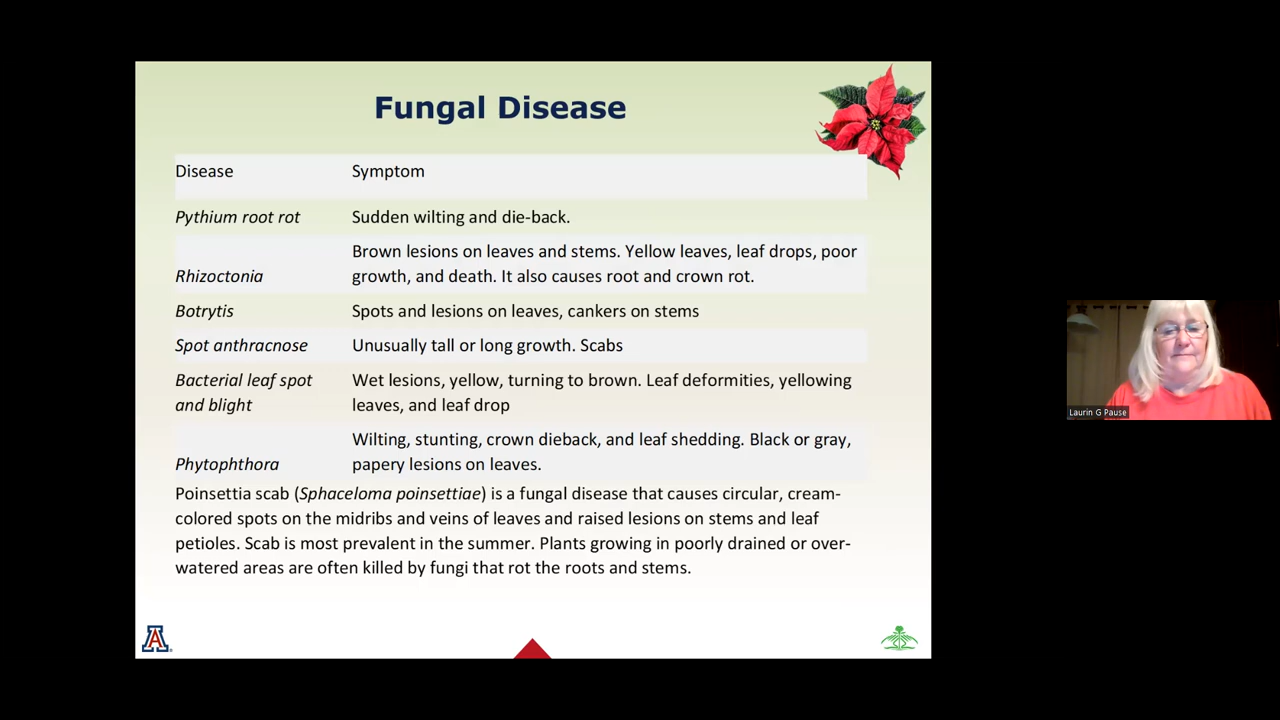 Fungal Disease
Disease Symptom
Pythium root rot Sudden wilting and die-back.
Brown lesions on leaves and stems. Yellow leaves, leaf drops, poor
Rhizoctonia growth, and death. It also causes root and crown rot.
Botrytis Spots and lesions on leaves, cankers on stems
Spot anthracnose Unusually tall or long growth. Scabs
Bacterial leaf spot Wet lesions, yellow, turning to brown. Leaf deformities, yellowing
and blight leaves, and leaf drop
Wilting, stunting, crown dieback, and leaf shedding. Black or gray,
Phytophthora papery lesions on leaves.
Poinsettia scab (Sphaceloma poinsettiae) is a fungal disease that causes circular, cream-
colored spots on the midribs and veins of leaves and raised lesions on stems and leaf
petioles. Scab is most prevalent in the summer. Plants growing in poorly drained or over-
watered areas are often killed by fungi that rot the roots and stems.
A
Laurin G Pause